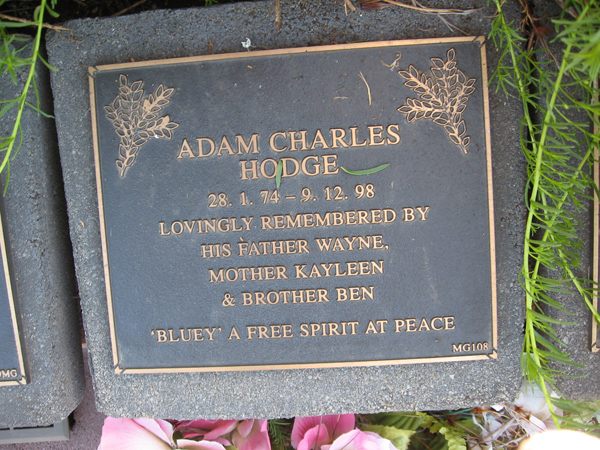 ADAM CHARLES
HODGE
28. 1. 74 – 9. 12. 98
LOVINGLY REMEMBERED BY
HIS FATHER WAYNE,
MOTHER KAYLEEN
& BROTHER BEN
'BLUEY' A FREE SPIRIT AT PEACE
MG108